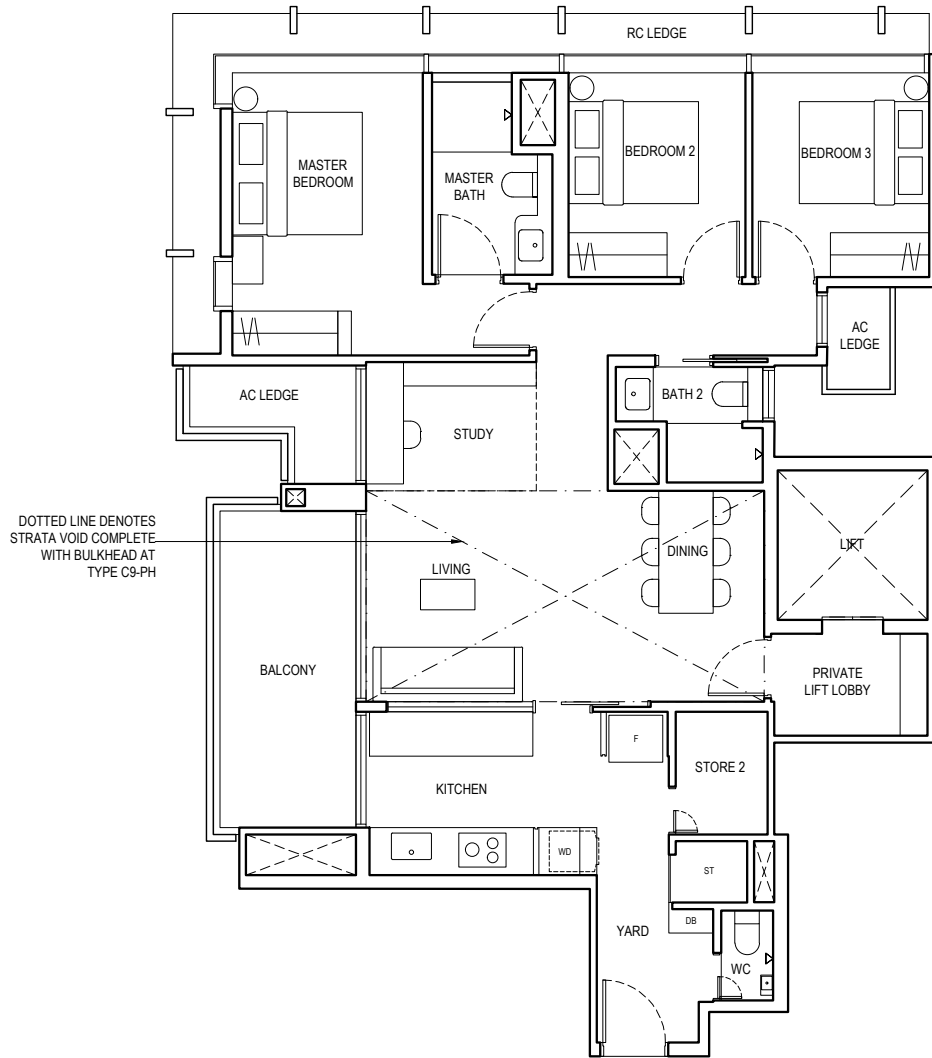 RC LEDGE
MASTER
BEDROOM
MASTER
BATH
BEDROOM 2
BEDROOM 3
AC
LEDGE
AC LEDGE
STUDY
BATH 2
DOTTED LINE DENOTES
STRATA VOID COMPLETE
WITH BULKHEAD AT
TYPE C9-PH
LIVING
DINING
LIFT
BALCONY
PRIVATE
LIFT LOBBY
F
STORE 2
KITCHEN
WD
ST
DB
YARD
WC